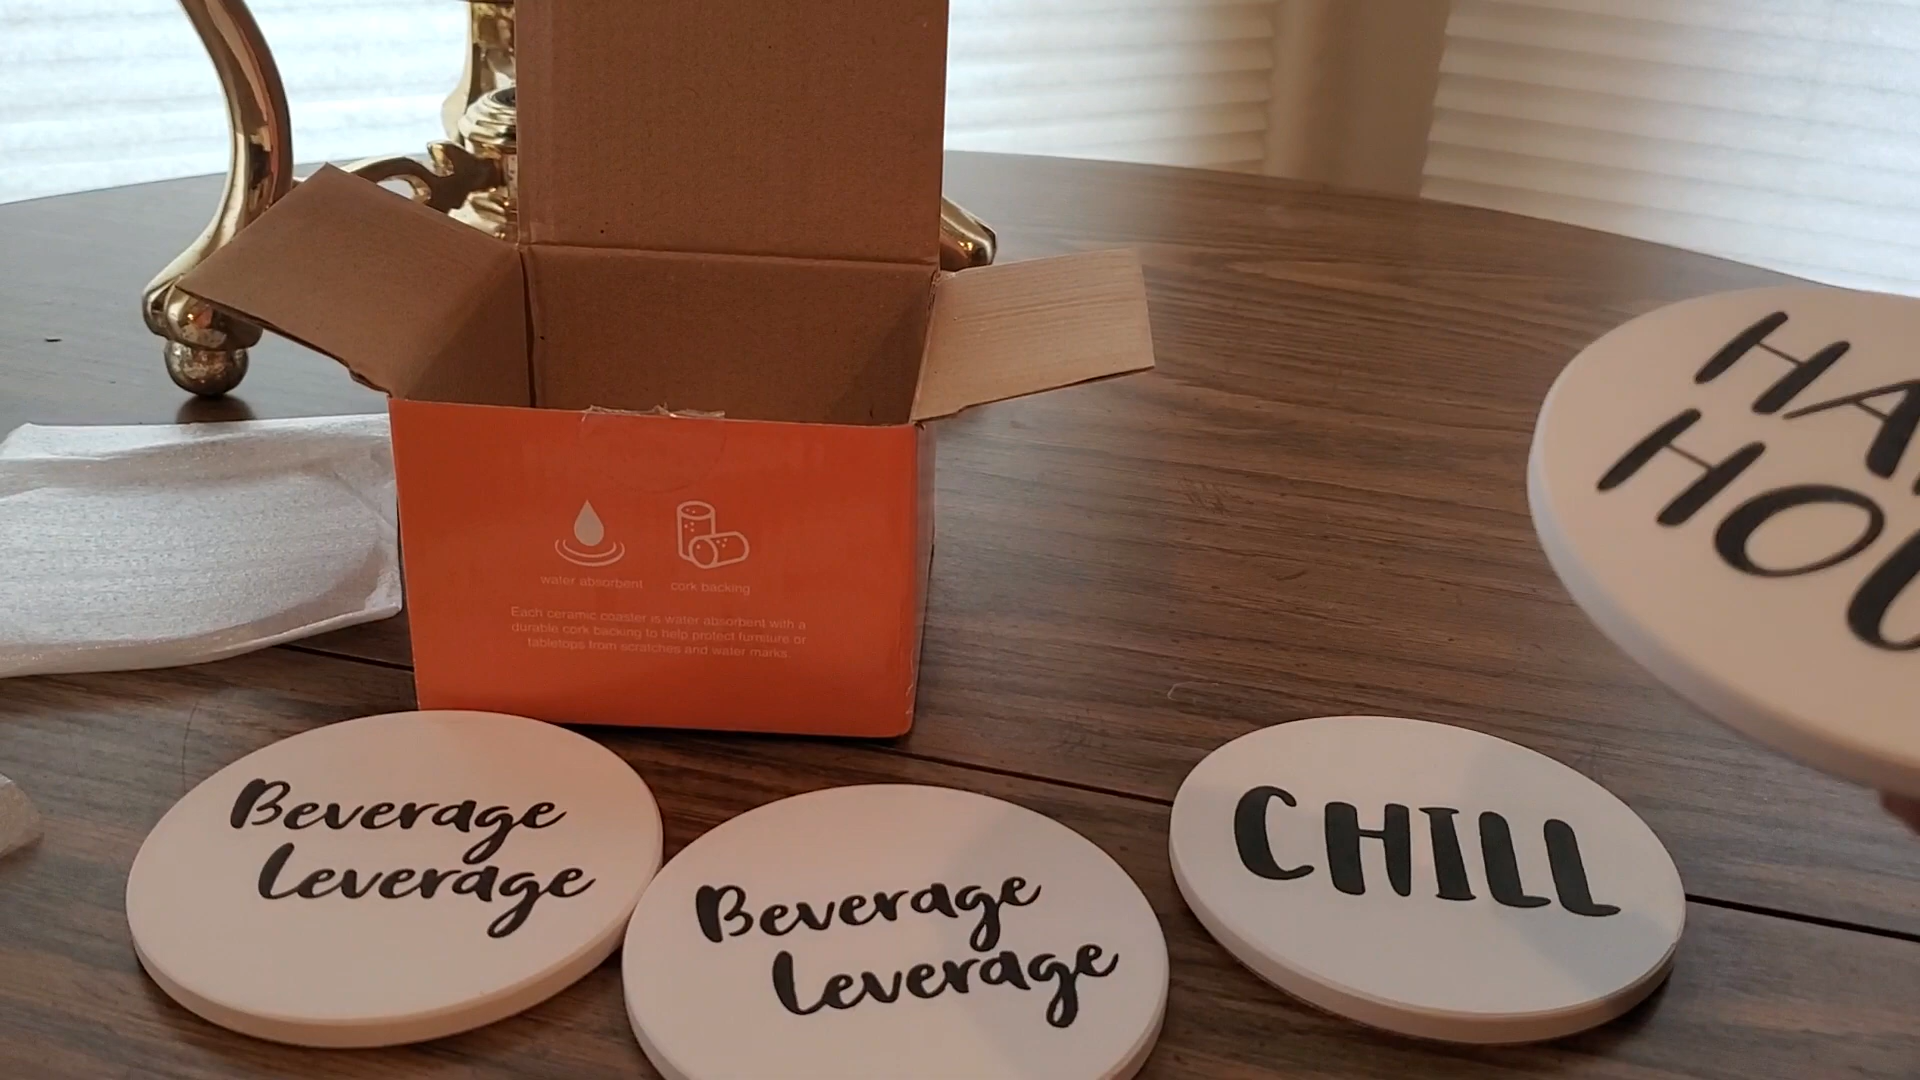 water absorbent
cork backing
Each ceramic coaster is water absorbent with a
durable cork backing to help protect furniture or
tabletops from scratches and water marks.
Beverage
Leverage
Beverage
Leverage
CHILL